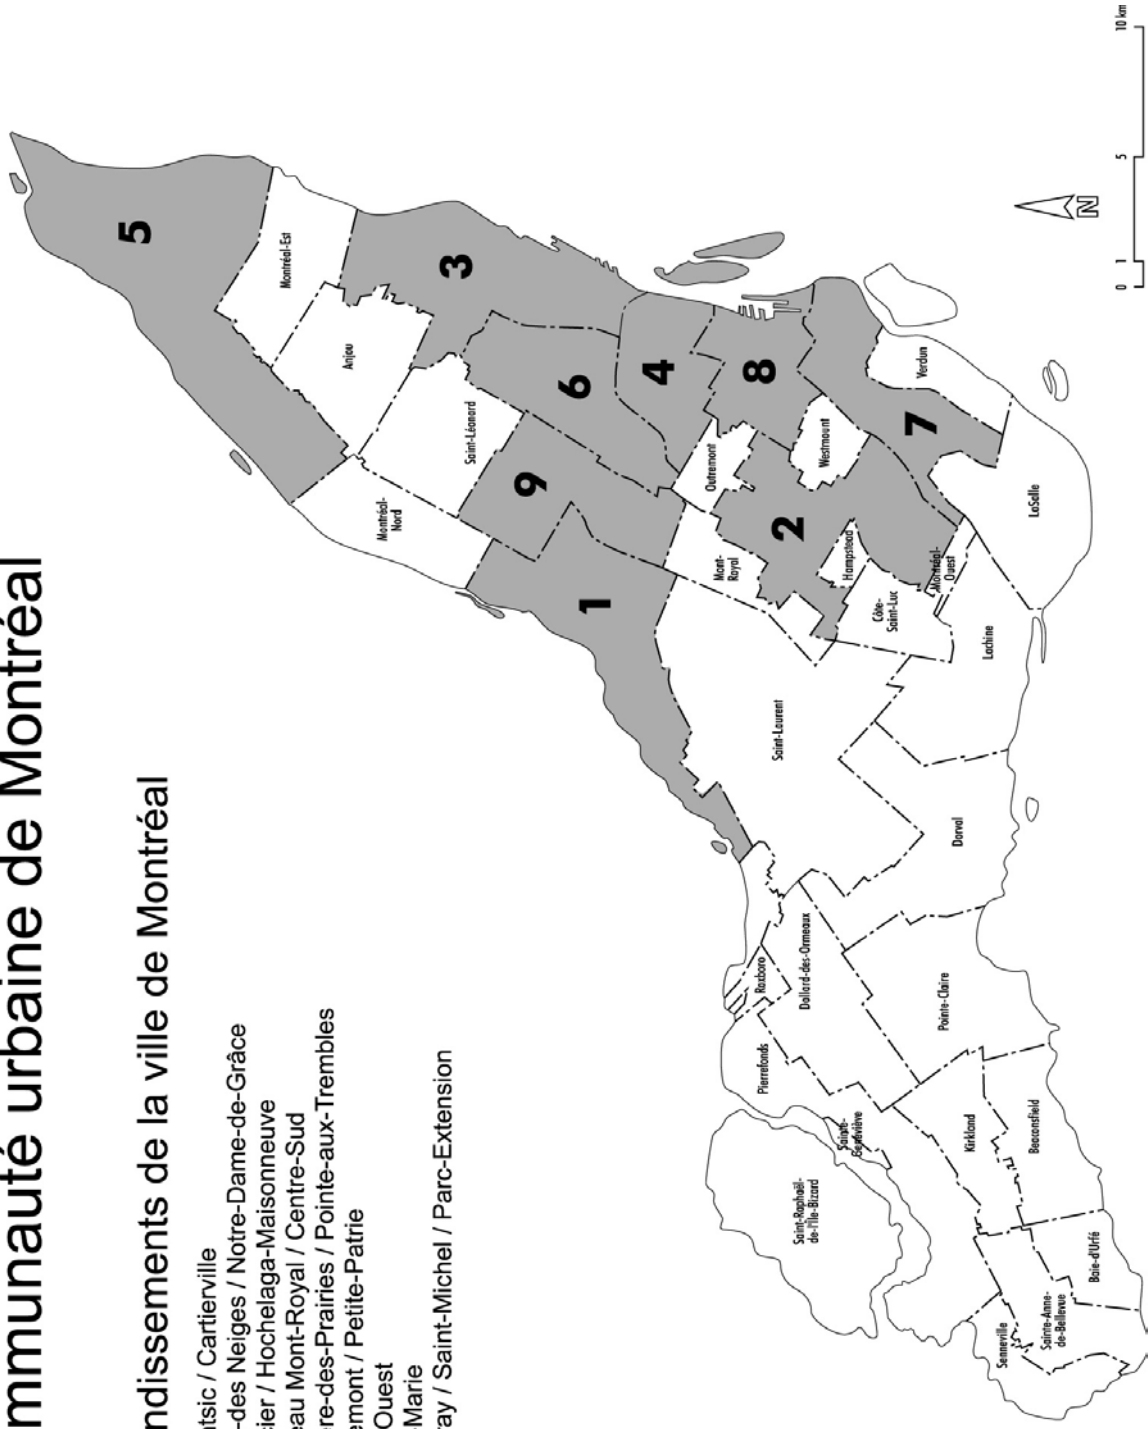 mmunauté urbaine de Montréal
ndissements de la ville de Montréal
ntsic / Cartierville
-des Neiges / Notre-Dame-de-Grâce
cier / Hochelaga-Maisonneuve
eau Mont-Royal / Centre-Sud
re-des-Prairies / Pointe-aux-Trembles
emont / Petite-Patrie
Ouest
-Marie
ray / Saint-Michel / Parc-Extension
5
Montréal-Est
3
Anjou
6
Saint-Léonard
9
Montréal-
Nord
1
4
8
Outremont
Westmount
2
Mont-
Royal
Hampstead
Côte-
Saint-Luc
Montréal-
Ouest
7
Verdun
LaSalle
Lachine
Saint-Laurent
Dorval
Roxboro
Dollard-des-Ormeaux
Pierrefonds
Pointe-Claire
Sainte-
Geneviève
Kirkland
Beaconsfield
Saint-Raphaël-
de-l'Île-Bizard
Baie-d'Urfé
Sainte-Anne-
de-Bellevue
Senneville
N
0 1 5 10 km